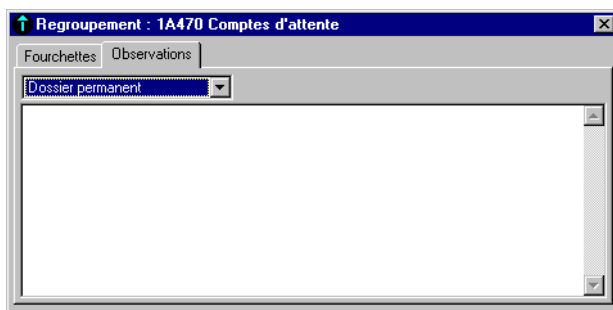 Regroupement : 1A470 Comptes d'attente
Fourchettes Observations
Dossier permanent